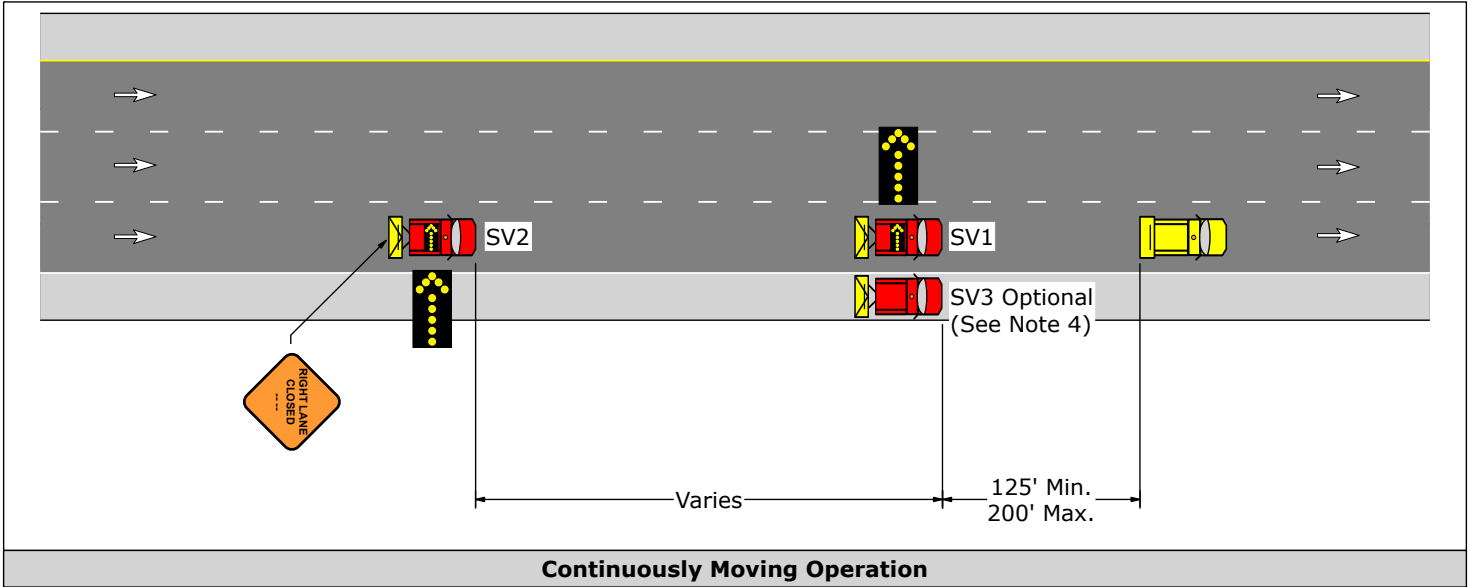 SV2
SV1
SV3 Optional
(See Note 4)
RIGHT LANE
CLOSED
-- --
Varies
125' Min.
200' Max.
Continuously Moving Operation